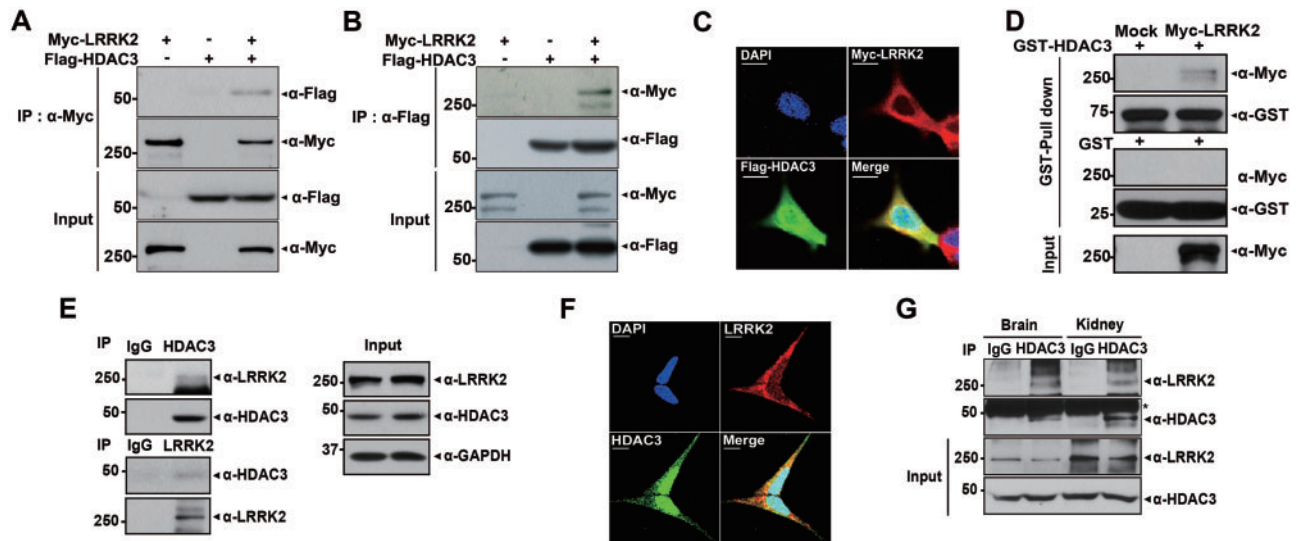 A
Myc-LRRK2 + - +
Flag-HDAC3 - + +
IP : α-Myc
50 α-Flag
250 α-Myc
Input
50 α-Flag
250 α-Myc
B
Myc-LRRK2 + - +
Flag-HDAC3 - + +
IP : α-Flag
250 α-Myc
50 α-Flag
Input
250 α-Myc
50 α-Flag
C
DAPI Myc-LRRK2
Flag-HDAC3 Merge
D
Mock Myc-LRRK2
GST-HDAC3 + +
GST-Pull down
250 α-Myc
75 α-GST
GST + +
α-Myc
25 α-GST
Input
250 α-Myc
E
IP IgG HDAC3
250 α-LRRK2
50 α-HDAC3
IP IgG LRRK2
50 α-HDAC3
250 α-LRRK2
Input
250 α-LRRK2
50 α-HDAC3
37 α-GAPDH
F
DAPI LRRK2
HDAC3 Merge
G
Brain Kidney
IP IgG HDAC3 IgG HDAC3
250 α-LRRK2
50 * α-HDAC3
Input
250 α-LRRK2
50 α-HDAC3